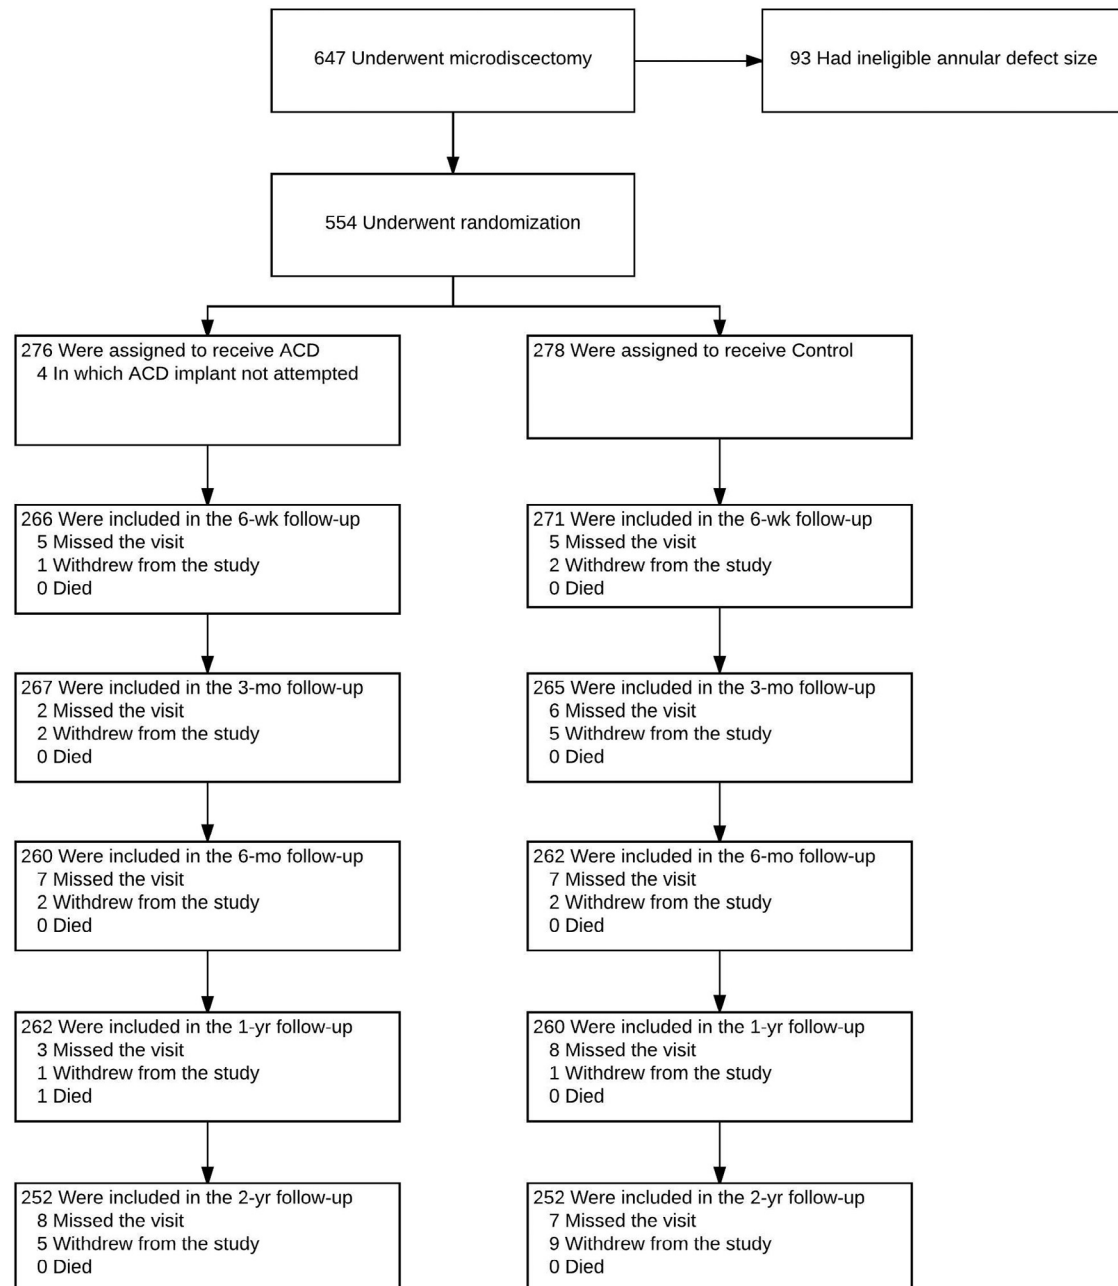 647 Underwent microdiscectomy
93 Had ineligible annular defect size
554 Underwent randomization
276 Were assigned to receive ACD
4 In which ACD implant not attempted
278 Were assigned to receive Control
266 Were included in the 6-wk follow-up
5 Missed the visit
1 Withdrew from the study
0 Died
271 Were included in the 6-wk follow-up
5 Missed the visit
2 Withdrew from the study
0 Died
267 Were included in the 3-mo follow-up
2 Missed the visit
2 Withdrew from the study
0 Died
265 Were included in the 3-mo follow-up
6 Missed the visit
5 Withdrew from the study
0 Died
260 Were included in the 6-mo follow-up
7 Missed the visit
2 Withdrew from the study
0 Died
262 Were included in the 6-mo follow-up
7 Missed the visit
2 Withdrew from the study
0 Died
262 Were included in the 1-yr follow-up
3 Missed the visit
1 Withdrew from the study
1 Died
260 Were included in the 1-yr follow-up
8 Missed the visit
1 Withdrew from the study
0 Died
252 Were included in the 2-yr follow-up
8 Missed the visit
5 Withdrew from the study
0 Died
252 Were included in the 2-yr follow-up
7 Missed the visit
9 Withdrew from the study
0 Died